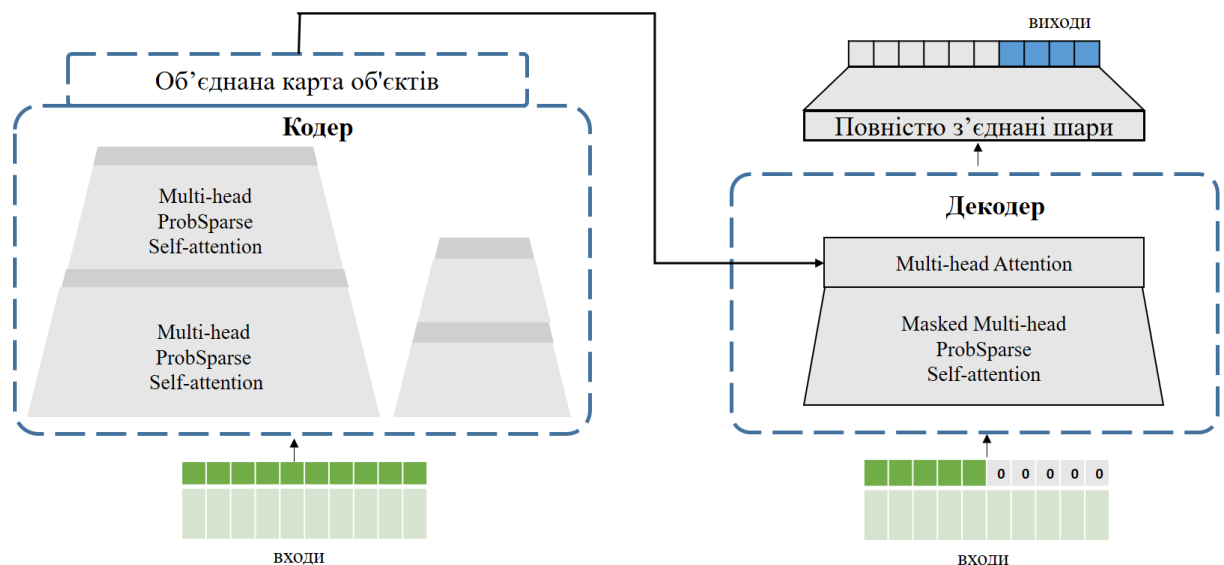 виходи
Об’єднана карта об'єктів
Кодер
Повністю з’єднані шари
Multi-head
ProbSparse
Self-attention
Multi-head
ProbSparse
Self-attention
Декодер
Multi-head Attention
Masked Multi-head
ProbSparse
Self-attention
0 0 0 0 0
входи
входи